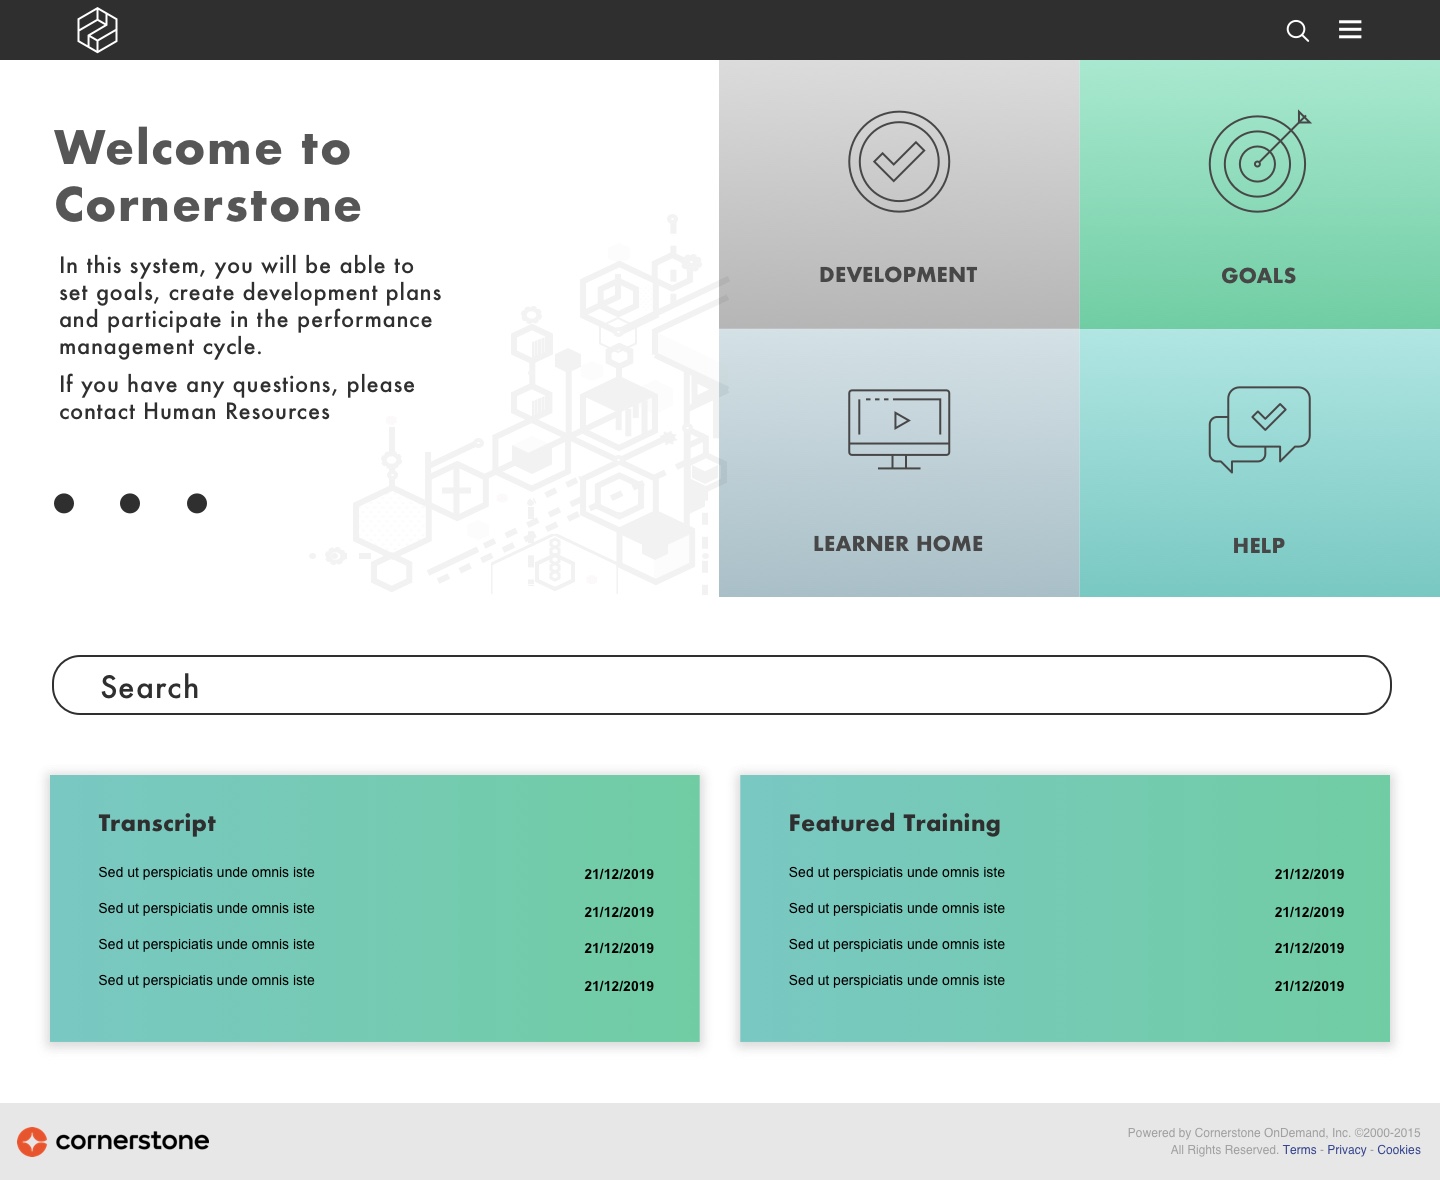 Welcome to
Cornerstone
In this system, you will be able to
set goals, create development plans
and participate in the performance
management cycle.
If you have any questions, please
contact Human Resources
DEVELOPMENT
GOALS
LEARNER HOME
HELP
Search
Transcript
Sed ut perspiciatis unde omnis iste 21/12/2019
Sed ut perspiciatis unde omnis iste 21/12/2019
Sed ut perspiciatis unde omnis iste 21/12/2019
Sed ut perspiciatis unde omnis iste 21/12/2019
Featured Training
Sed ut perspiciatis unde omnis iste 21/12/2019
Sed ut perspiciatis unde omnis iste 21/12/2019
Sed ut perspiciatis unde omnis iste 21/12/2019
Sed ut perspiciatis unde omnis iste 21/12/2019
cornerstone
Powered by Cornerstone OnDemand, Inc. ©2000-2015
All Rights Reserved. Terms - Privacy - Cookies